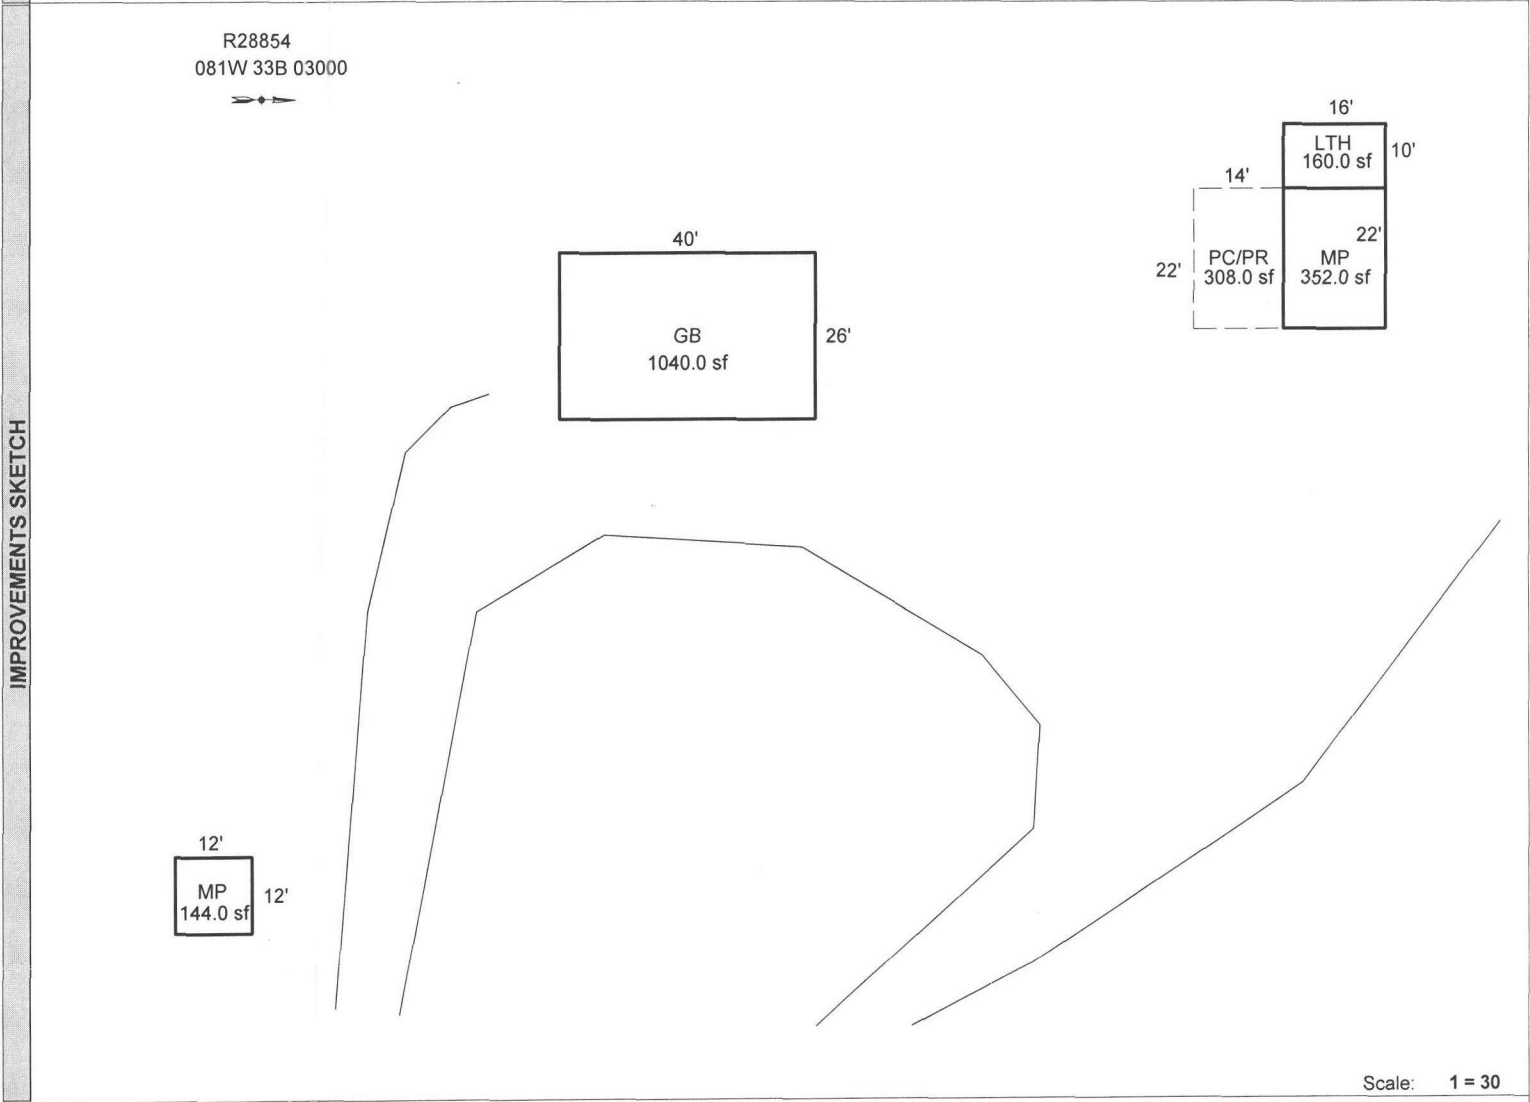 IMPROVEMENTS SKETCH
R28854
081W 33B 03000
16'
LTH
160.0 sf
10'
14'
22'
PC/PR
308.0 sf
22'
MP
352.0 sf
40'
GB
1040.0 sf
26'
12'
MP
144.0 sf
12'
Scale: 1 = 30